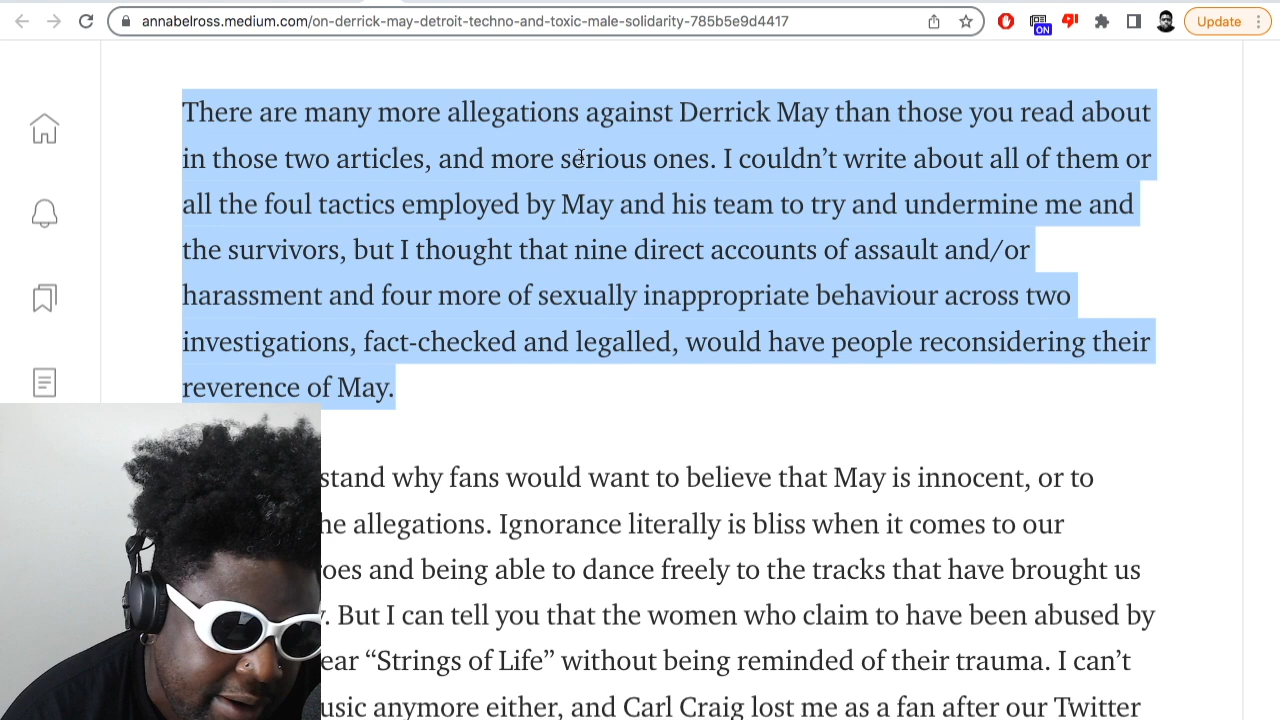 annabelross.medium.com/on-derrick-may-detroit-techno-and-toxic-male-solidarity-785b5e9d4417
ON
Update
There are many more allegations against Derrick May than those you read about
in those two articles, and more serious ones. I couldn’t write about all of them or
all the foul tactics employed by May and his team to try and undermine me and
the survivors, but I thought that nine direct accounts of assault and/or
harassment and four more of sexually inappropriate behaviour across two
investigations, fact-checked and legalled, would have people reconsidering their
reverence of May.
why fans would want to believe that May is innocent, or to
allegations. Ignorance literally is bliss when it comes to our
and being able to dance freely to the tracks that have brought us
But I can tell you that the women who claim to have been abused by
“Strings of Life” without being reminded of their trauma. I can’t
anymore either, and Carl Craig lost me as a fan after our Twitter